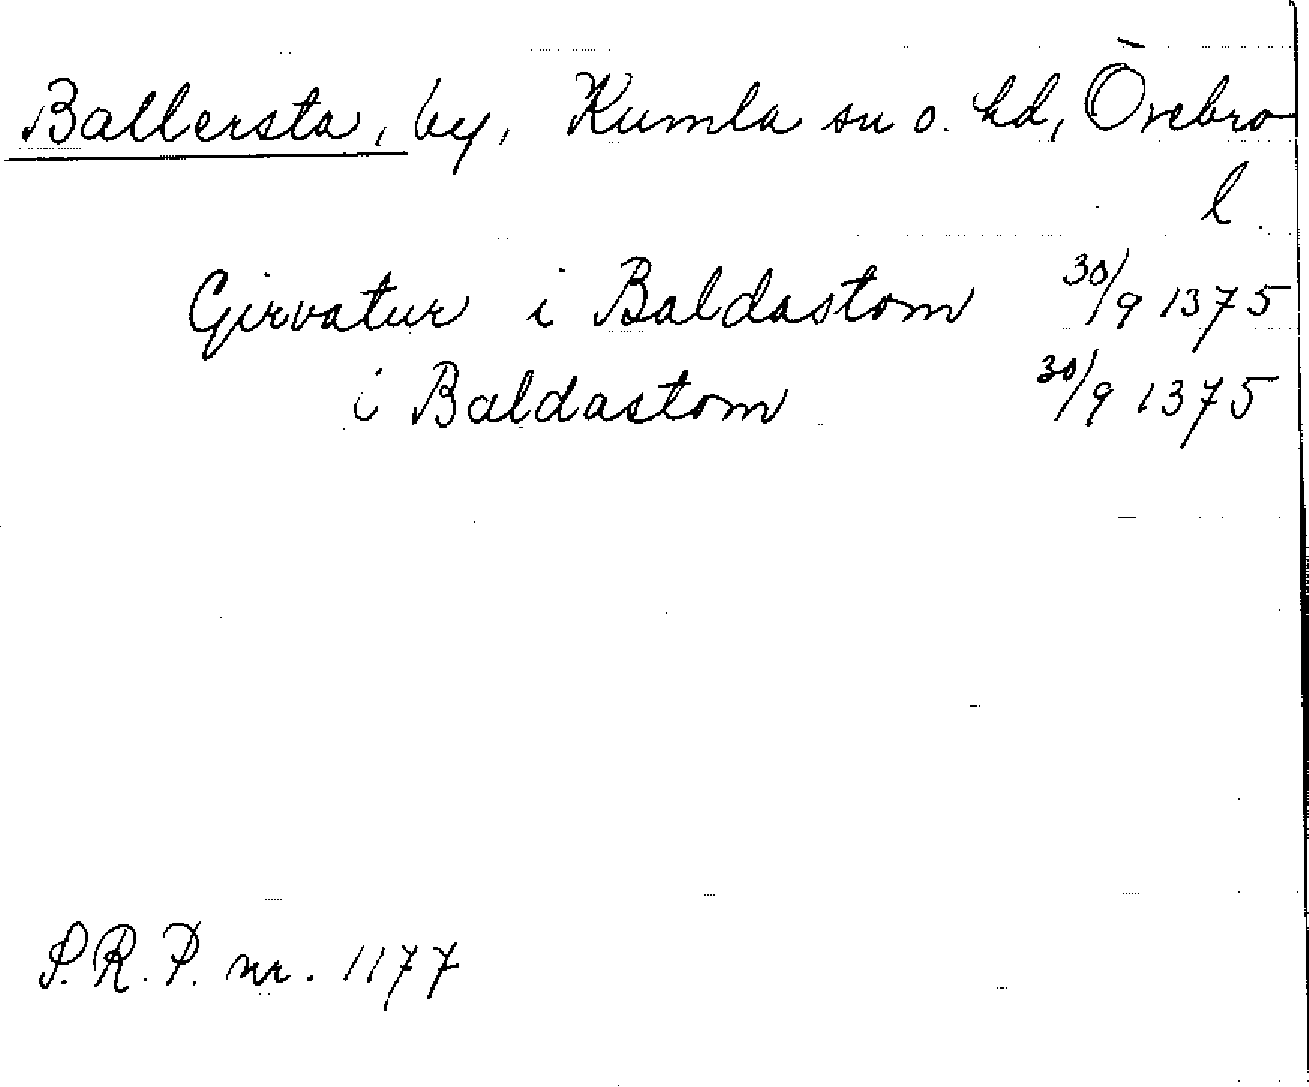 Ballersta, by, Kumla sn o. hd, Örebro
l.
Girvatur i Baldastom 30/9 1375
i Baldastom 30/9 1375
S.R.P. nr. 1177